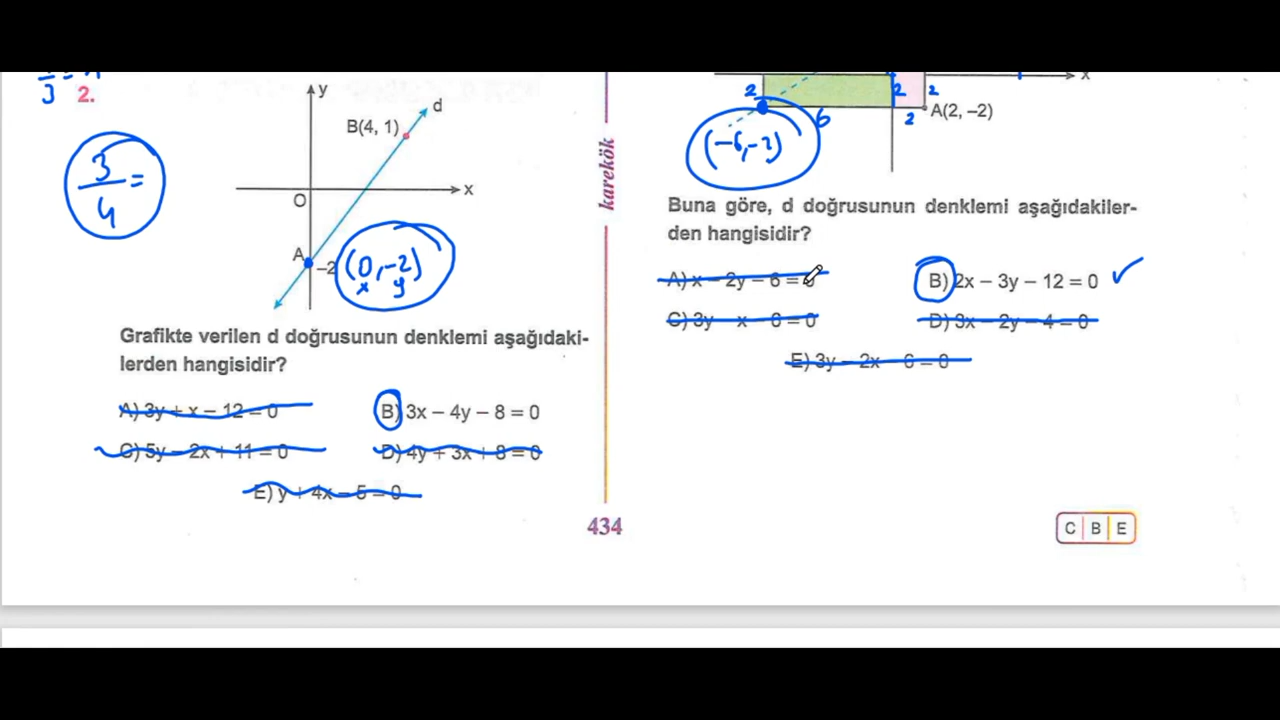 3
2.
y
d
B(4, 1)
3
4
=
O
x
A
–2
(0, –2)
x y
Grafikte verilen d doğrusunun denklemi aşağıdaki-
lerden hangisidir?
A) 3y + x – 12 = 0
B) 3x – 4y – 8 = 0
C) 5y – 2x + 11 = 0
D) 4y + 3x + 8 = 0
E) y + 4x – 5 = 0
karekök
434
x
2
2
2
6
2
A(2, –2)
(–6, –2)
Buna göre, d doğrusunun denklemi aşağıdakiler-
den hangisidir?
A) x – 2y – 6 = 0
B) 2x – 3y – 12 = 0
C) 3y – x – 6 = 0
D) 3x – 2y – 4 = 0
E) 3y – 2x – 6 = 0
C B E